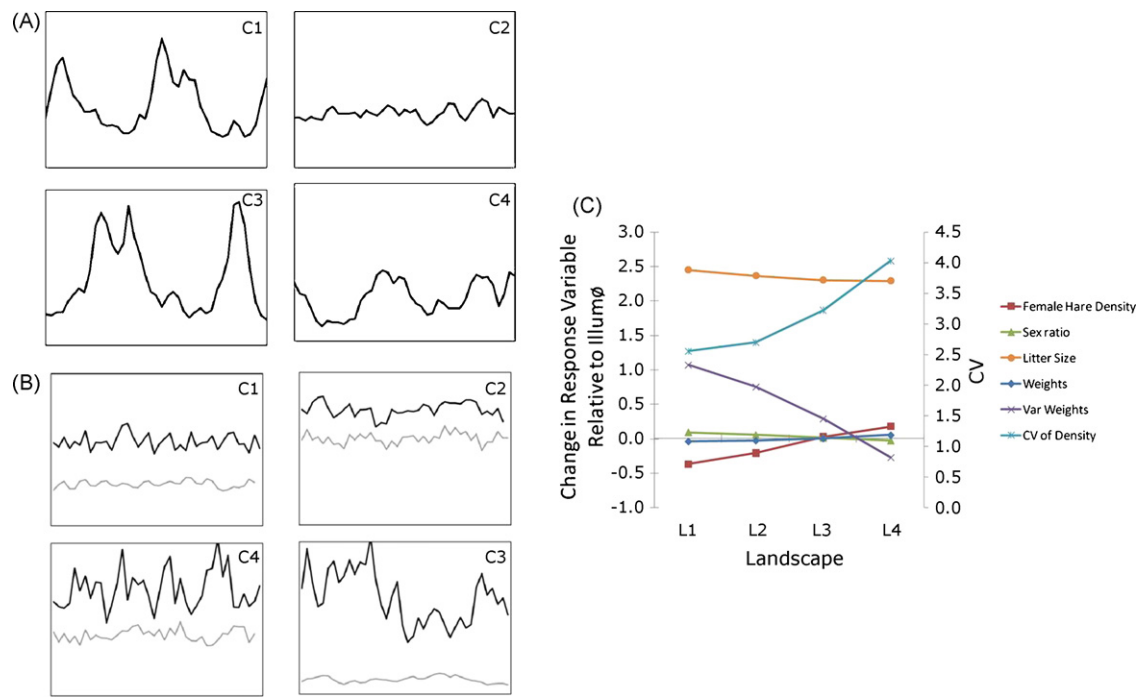 (A)
C1
C2
C3
C4
(B)
C1
C2
C4
C3
(C)
Change in Response Variable
Relative to Illumø
3.0
2.5
2.0
1.5
1.0
0.5
0.0
-0.5
-1.0
4.5
4.0
3.5
3.0
2.5
2.0
1.5
1.0
0.5
0.0
CV
L1 L2 L3 L4
Landscape
Female Hare Density
Sex ratio
Litter Size
Weights
Var Weights
CV of Density